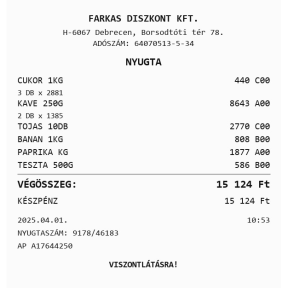 FARKAS DISZKONT KFT.
H-6067 Debrecen, Borsodtóti tér 78.
ADÓSZÁM: 64070513-5-34
NYUGTA
CUKOR 1KG 440 C00
3 DB x 2881
KAVE 250G 8643 A00
2 DB x 1385
TOJAS 10DB 2770 C00
BANAN 1KG 808 B00
PAPRIKA KG 1877 A00
TESZTA 500G 586 B00
VÉGÖSSZEG: 15 124 Ft
KÉSZPÉNZ 15 124 Ft
2025.04.01. 10:53
NYUGTASZÁM: 9178/46183
AP A17644250
VISZONTLÁTÁSRA!